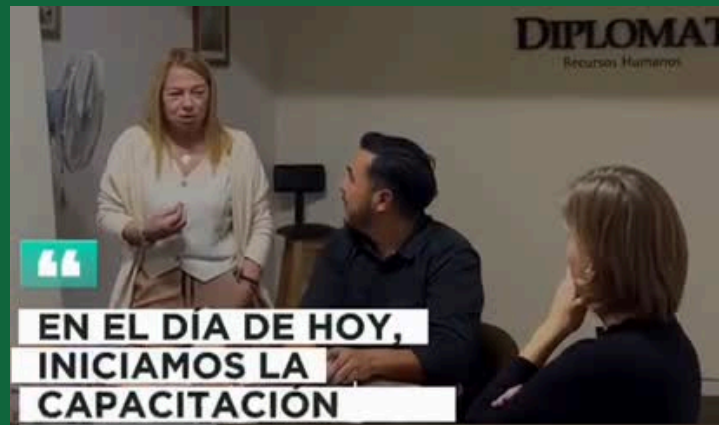 DIPLOMAT
Recursos Humanos
EN EL DÍA DE HOY,
INICIAMOS LA
CAPACITACIÓN